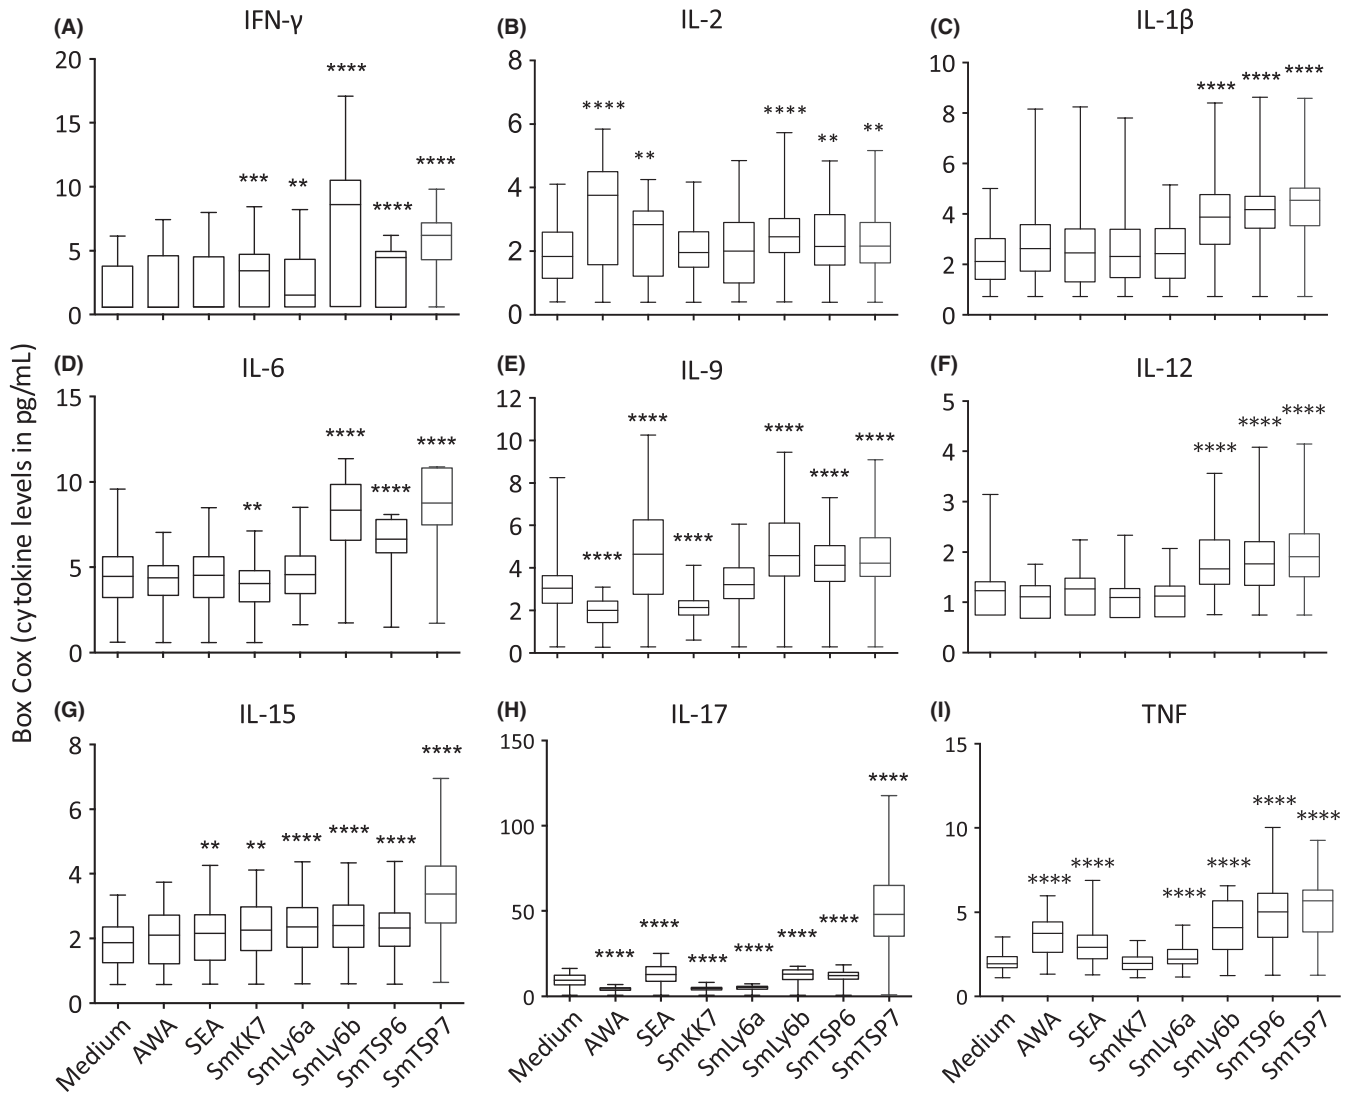 (A) IFN-γ
20
15
10
5
0
*** ** **** **** ****
(B) IL-2
8
6
4
2
0
**** ** **** ** **
(C) IL-1β
10
8
6
4
2
0
**** **** ****
Box Cox (cytokine levels in pg/mL)
(D) IL-6
15
10
5
0
** **** **** ****
(E) IL-9
12
10
8
6
4
2
0
**** **** **** **** **** ****
(F) IL-12
5
4
3
2
1
0
**** **** ****
(G) IL-15
8
6
4
2
0
** ** **** **** **** ****
Medium AWA SEA SmKK7 SmLy6a SmLy6b SmTSP6 SmTSP7
(H) IL-17
150
100
50
0
**** **** **** **** **** **** ****
Medium AWA SEA SmKK7 SmLy6a SmLy6b SmTSP6 SmTSP7
(I) TNF
15
10
5
0
**** **** **** **** **** ****
Medium AWA SEA SmKK7 SmLy6a SmLy6b SmTSP6 SmTSP7